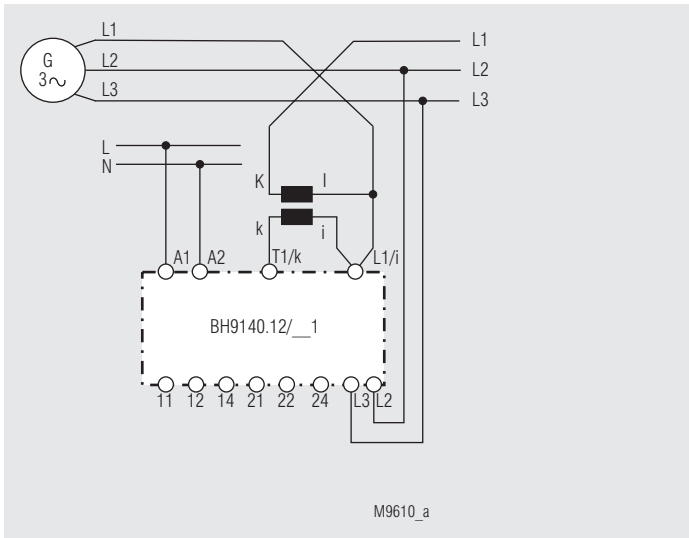 L1
L1
G
3~
L2
L2
L3
L3
L
N
K
l
k
i
A1
A2
T1/k
L1/i
BH9140.12/__1
11
12
14
21
22
24
L3
L2
M9610_a